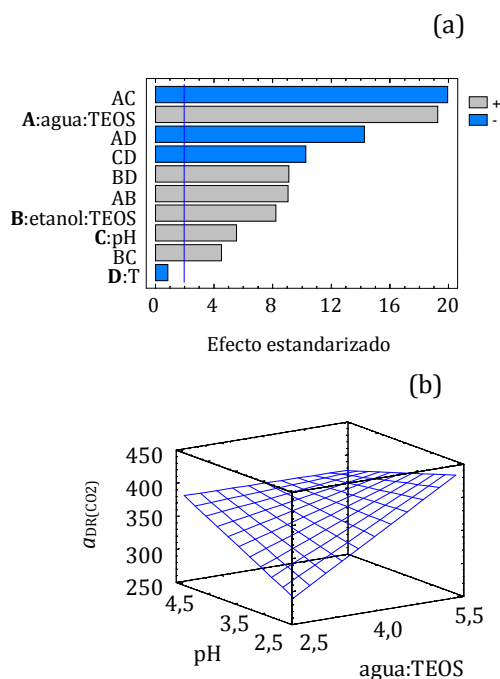 (a)
AC
A:agua:TEOS
AD
CD
BD
AB
B:etanol:TEOS
C:pH
BC
D:T
+
-
0 4 8 12 16 20
Efecto estandarizado
(b)
450
400
350
300
250
aDR(CO2)
4,5
3,5
2,5
pH
2,5
4,0
5,5
agua:TEOS